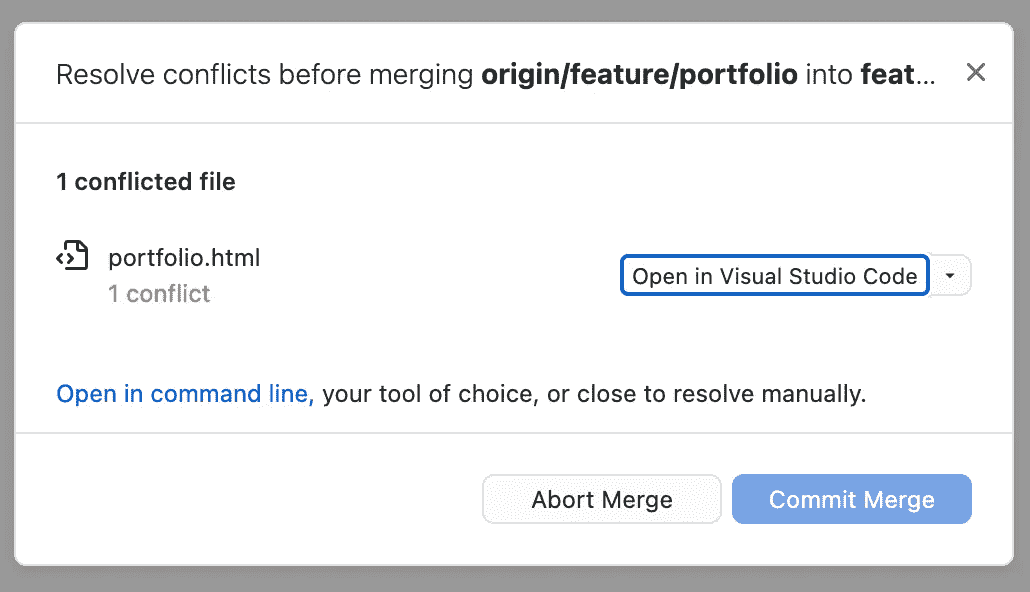 Resolve conflicts before merging origin/feature/portfolio into feat...
1 conflicted file
portfolio.html
1 conflict
Open in Visual Studio Code
Open in command line, your tool of choice, or close to resolve manually.
Abort Merge
Commit Merge